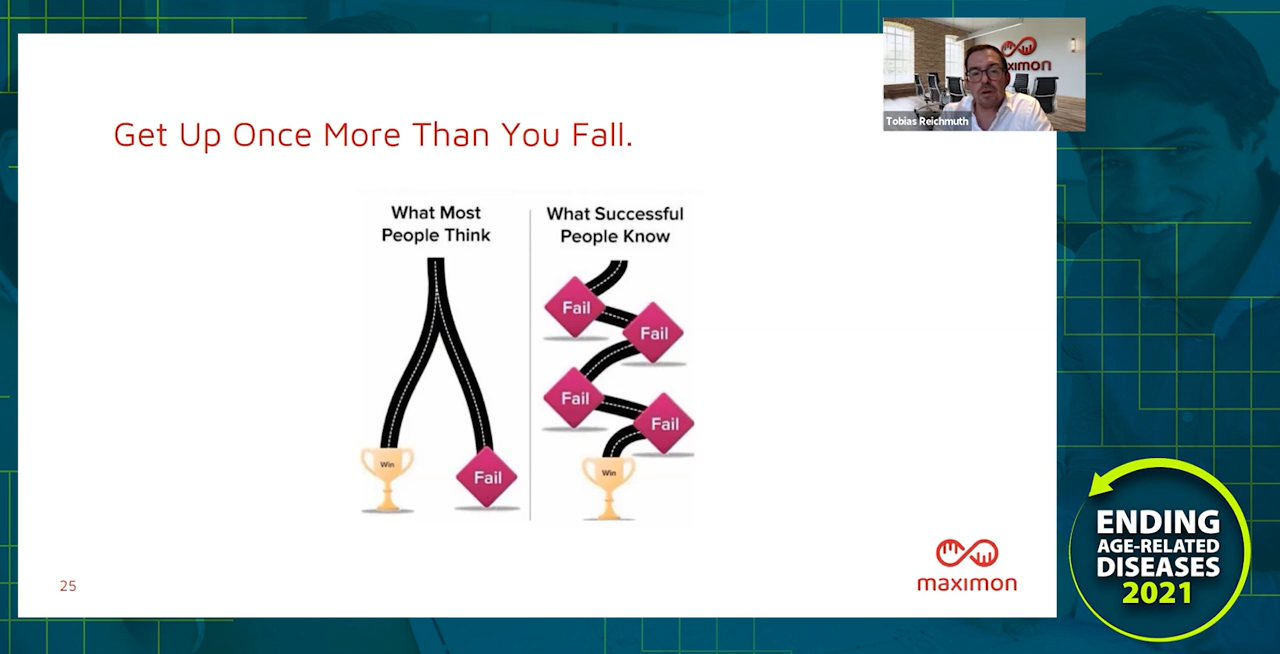 Get Up Once More Than You Fall.
What Most
People Think
What Successful
People Know
Fail
Fail
Fail
Fail
Win
Fail
Win
25
maximon
ximon
Tobias Reichmuth
ENDING
AGE-RELATED
DISEASES
2021